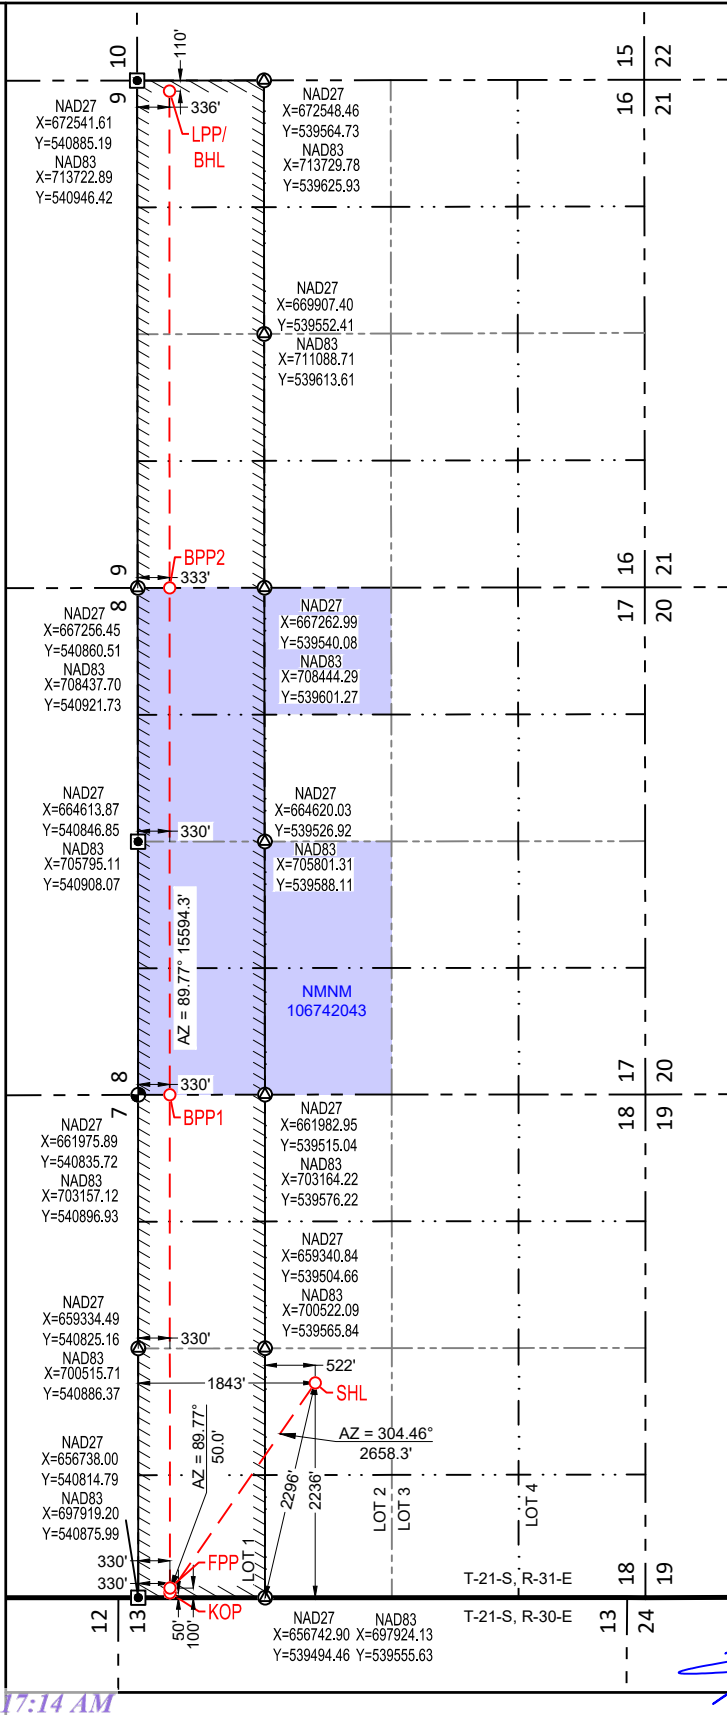 10
9
110'
15
22
16
21
NAD27
X=672541.61
Y=540885.19
NAD83
X=713722.89
Y=540946.42
336'
LPP/
BHL
NAD27
X=672548.46
Y=539564.73
NAD83
X=713729.78
Y=539625.93
NAD27
X=669907.40
Y=539552.41
NAD83
X=711088.71
Y=539613.61
9
8
BPP2
333'
16
21
17
20
NAD27
X=667256.45
Y=540860.51
NAD83
X=708437.70
Y=540921.73
NAD27
X=667262.99
Y=539540.08
NAD83
X=708444.29
Y=539601.27
NAD27
X=664613.87
Y=540846.85
NAD83
X=705795.11
Y=540908.07
330'
NAD27
X=664620.03
Y=539526.92
NAD83
X=705801.31
Y=539588.11
AZ = 89.77° 15594.3'
NMNM
106742043
8
7
330'
BPP1
17
20
18
19
NAD27
X=661975.89
Y=540835.72
NAD83
X=703157.12
Y=540896.93
NAD27
X=661982.95
Y=539515.04
NAD83
X=703164.22
Y=539576.22
NAD27
X=659340.84
Y=539504.66
NAD83
X=700522.09
Y=539565.84
NAD27
X=659334.49
Y=540825.16
NAD83
X=700515.71
Y=540886.37
330'
522'
1843'
SHL
AZ = 304.46°
2658.3'
AZ = 89.77°
50.0'
2296'
2236'
NAD27
X=656738.00
Y=540814.79
NAD83
X=697919.20
Y=540875.99
LOT 1
LOT 2
LOT 3
LOT 4
330'
FPP
330'
KOP
50'
100'
T-21-S, R-31-E
T-21-S, R-30-E
18
19
12
13
13
24
NAD27
X=656742.90
Y=539494.46
NAD83
X=697924.13
Y=539555.63
17:14 AM